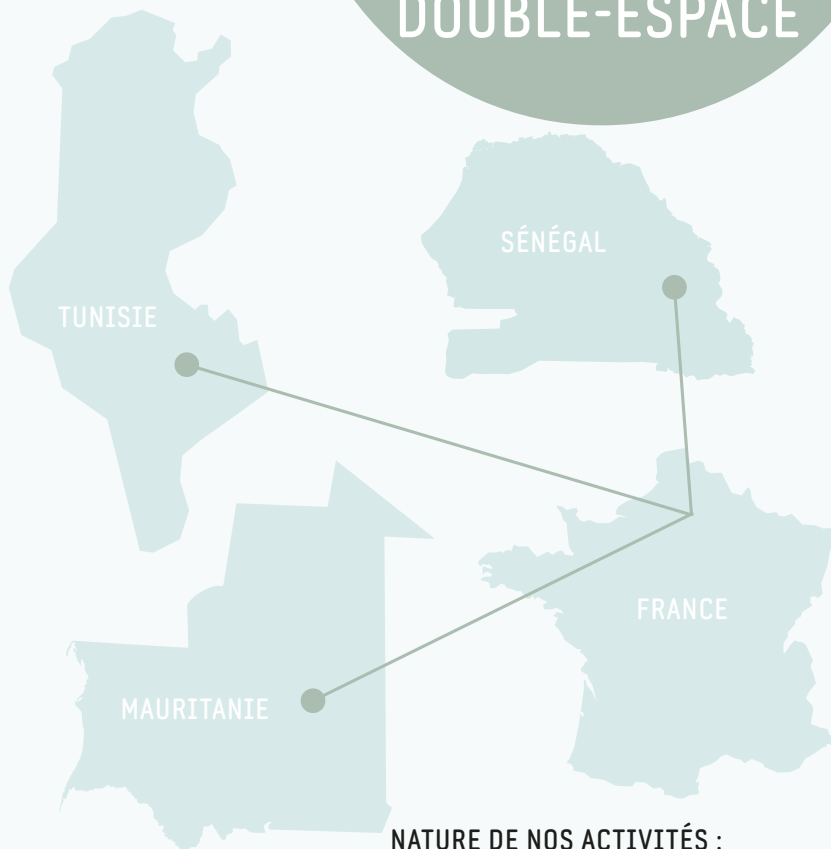 DOUBLE-ESPACE
SÉNÉGAL
TUNISIE
FRANCE
MAURITANIE
NATURE DE NOS ACTIVITÉS :